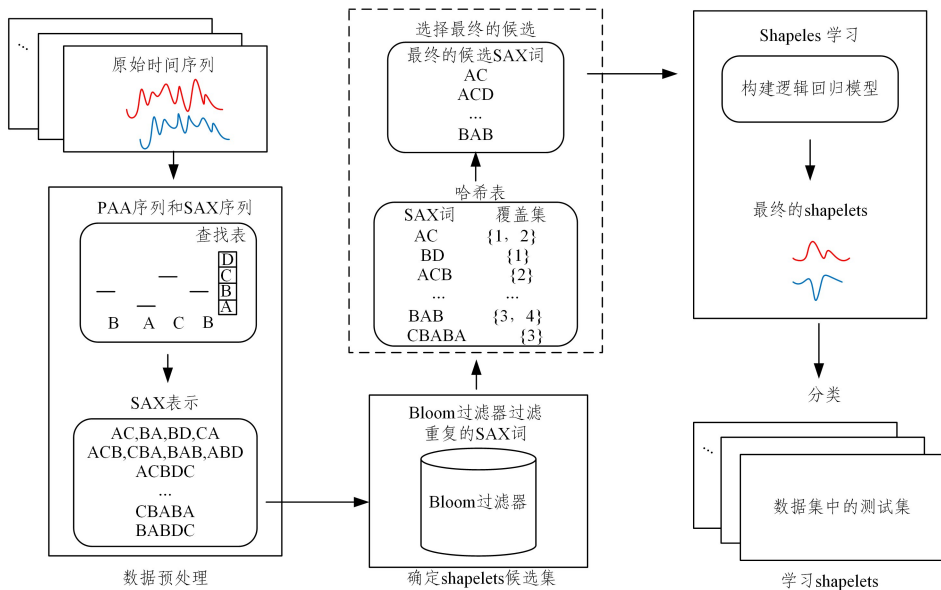 ...
原始时间序列
PAA序列和SAX序列
查找表
D
C
B
A
B A C B
SAX表示
AC,BA,BD,CA
ACB,CBA,BAB,ABD
ACBDC
...
CBABA
BABDC
数据预处理
选择最终的候选
最终的候选SAX词
AC
ACD
...
BAB
哈希表
SAX词 覆盖集
AC {1, 2}
BD {1}
ACB {2}
... ...
BAB {3, 4}
CBABA {3}
Bloom过滤器过滤
重复的SAX词
Bloom过滤器
确定shapelets候选集
Shapeles 学习
构建逻辑回归模型
最终的shapelets
分类
...
数据集中的测试集
学习shapelets